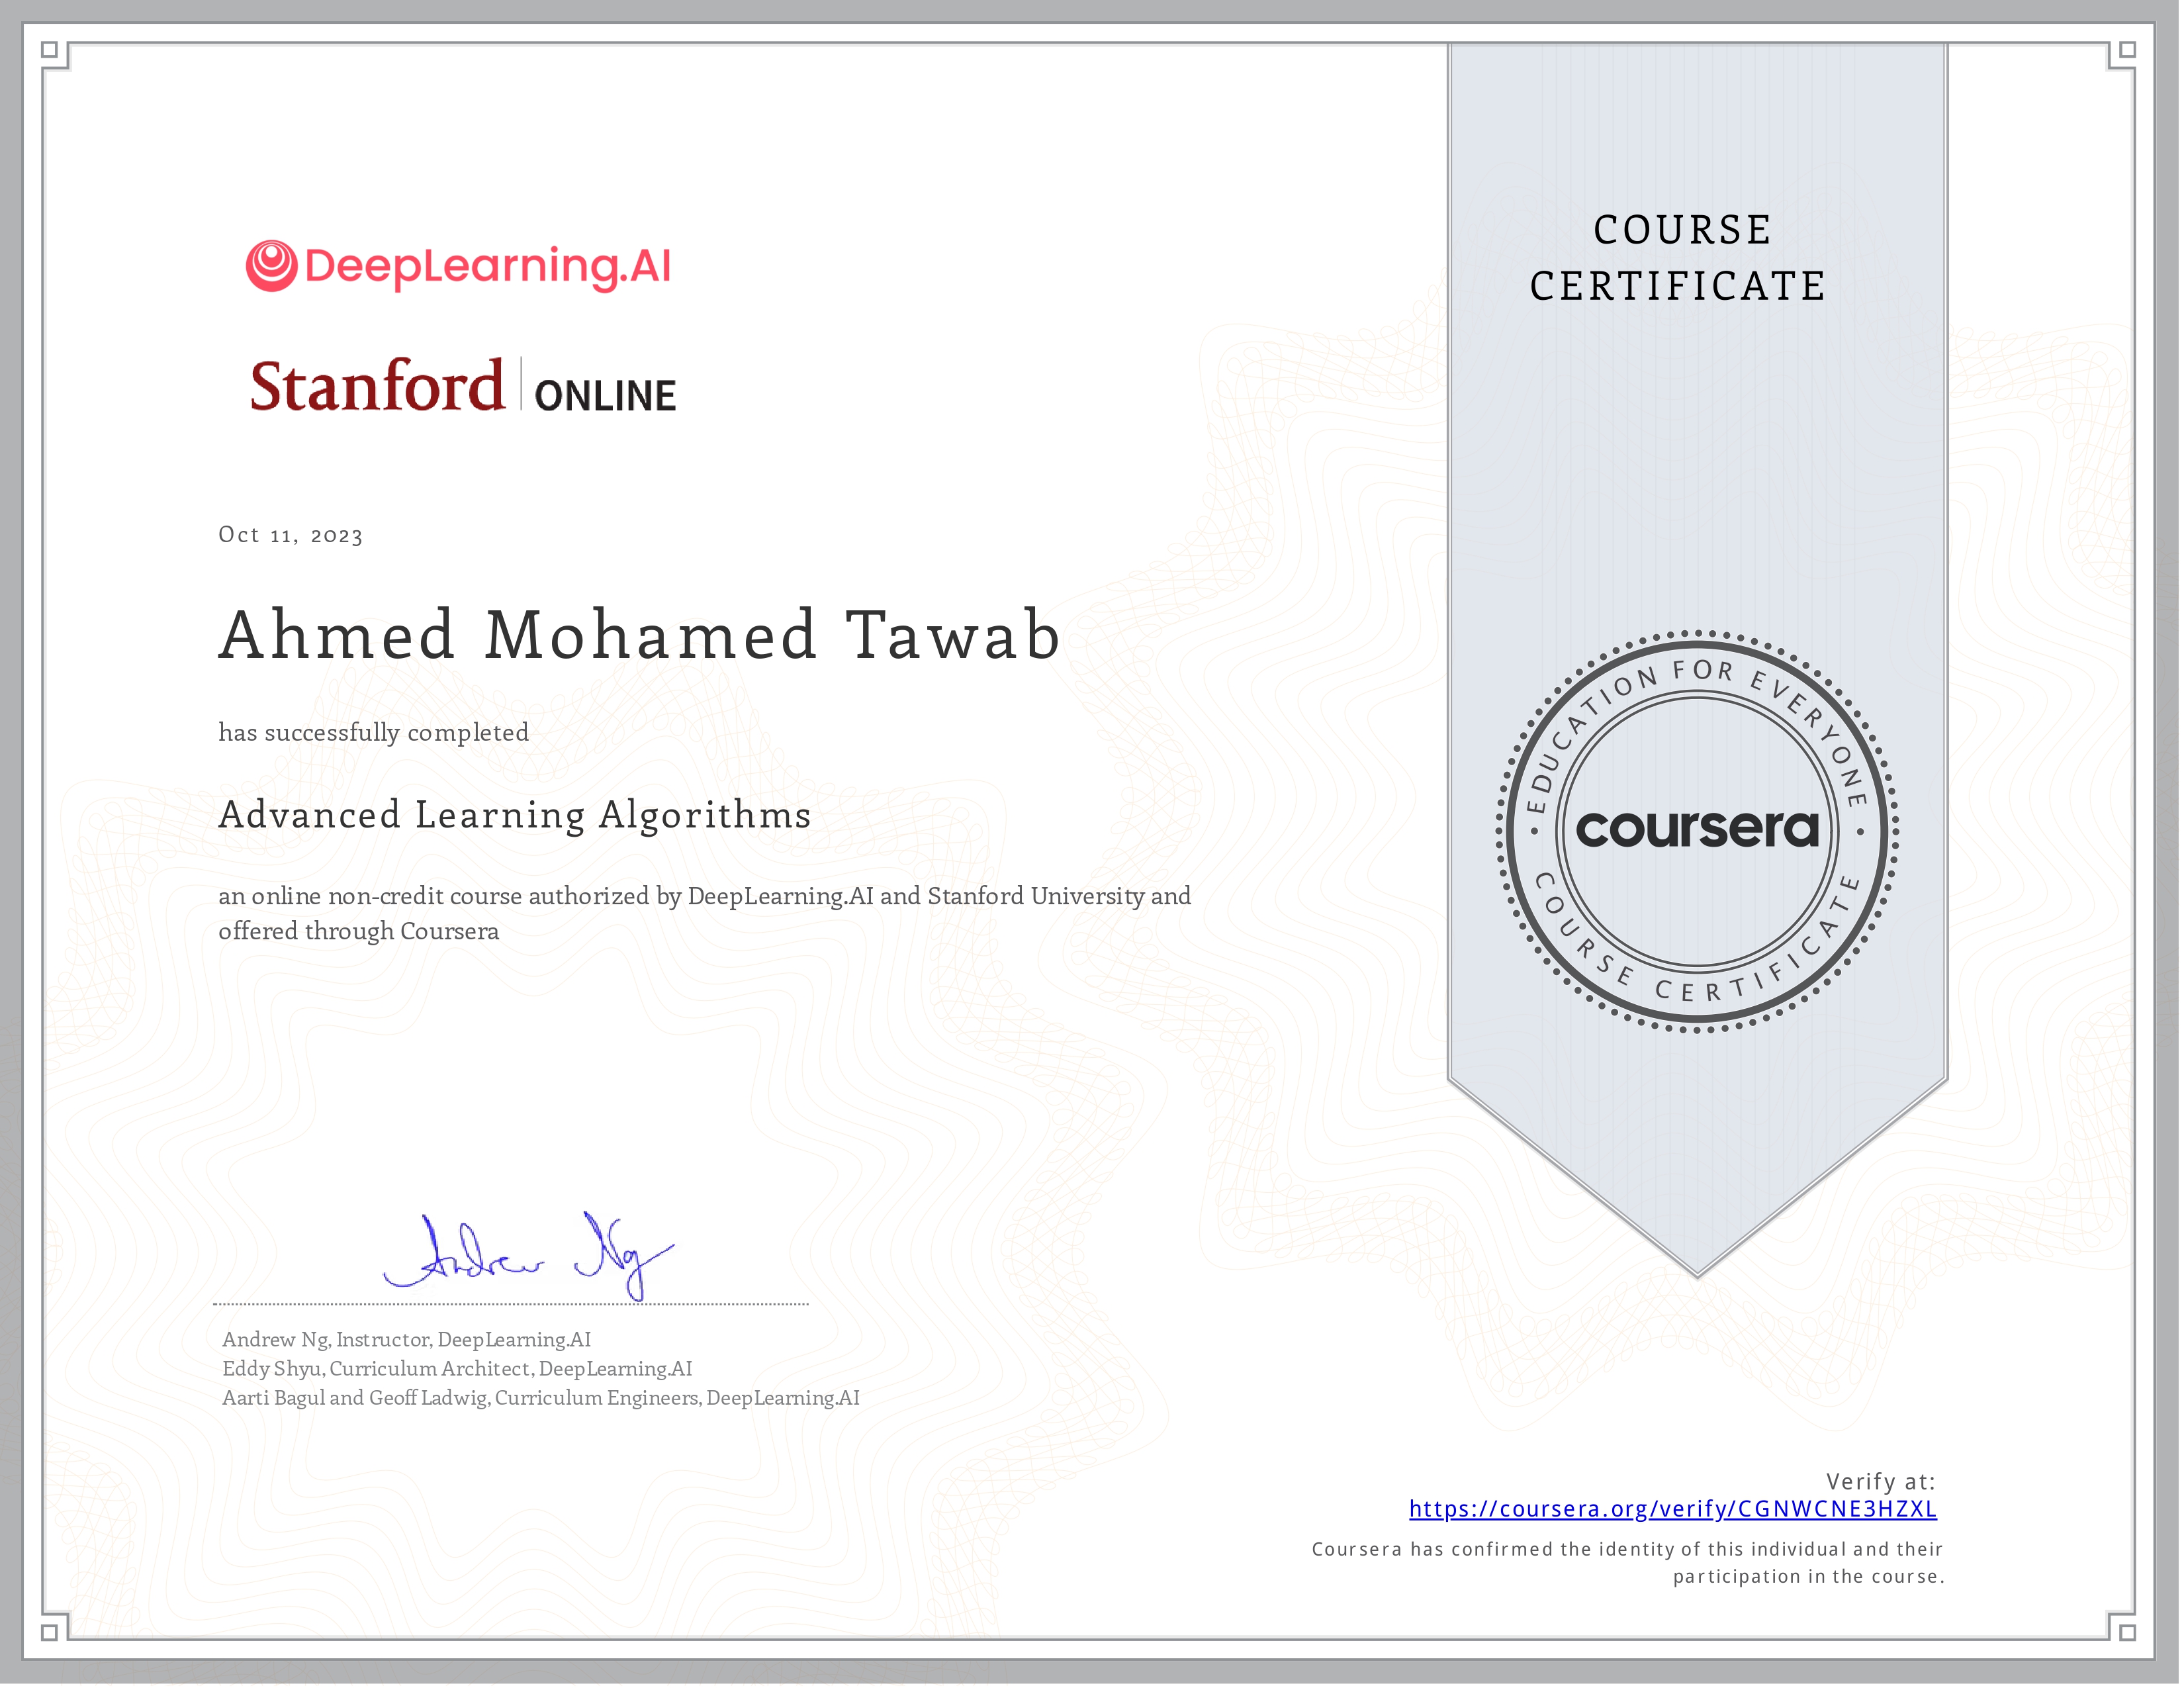 DeepLearning.AI
Stanford | ONLINE
COURSE
CERTIFICATE
Oct 11, 2023
Ahmed Mohamed Tawab
has successfully completed
Advanced Learning Algorithms
an online non-credit course authorized by DeepLearning.AI and Stanford University and
offered through Coursera
EDUCATION FOR EVERYONE
coursera
COURSE CERTIFICATE
Andrew Ng
Andrew Ng, Instructor, DeepLearning.AI
Eddy Shyu, Curriculum Architect, DeepLearning.AI
Aarti Bagul and Geoff Ladwig, Curriculum Engineers, DeepLearning.AI
Verify at:
https://coursera.org/verify/CGNWCNE3HZXL
Coursera has confirmed the identity of this individual and their
participation in the course.